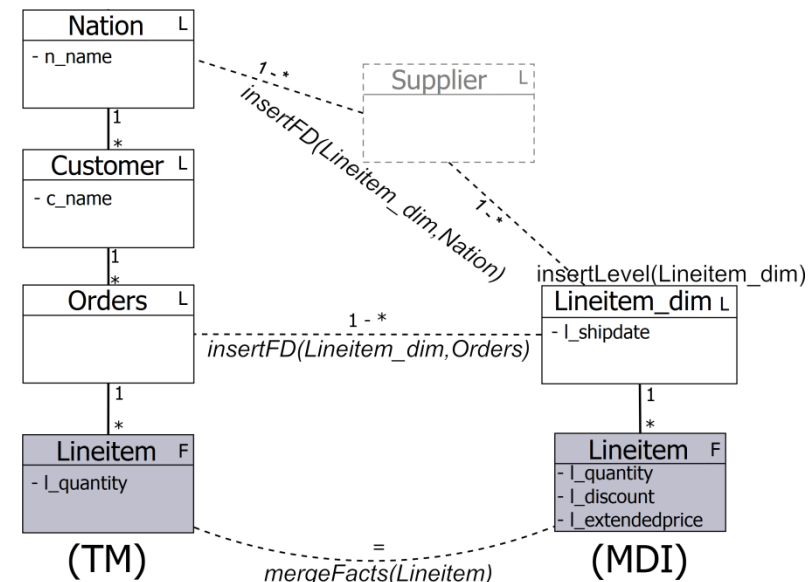 Nation L
- n_name
1
*
Customer L
- c_name
1
*
Orders L
1
*
Lineitem F
- l_quantity
(TM)
1 - *
insertFD(Lineitem_dim,Nation)
Supplier L
1 - *
1 - *
insertFD(Lineitem_dim,Orders)
insertLevel(Lineitem_dim)
Lineitem_dim L
- l_shipdate
1
*
Lineitem F
- l_quantity
- l_discount
- l_extendedprice
(MDI)
=
mergeFacts(Lineitem)